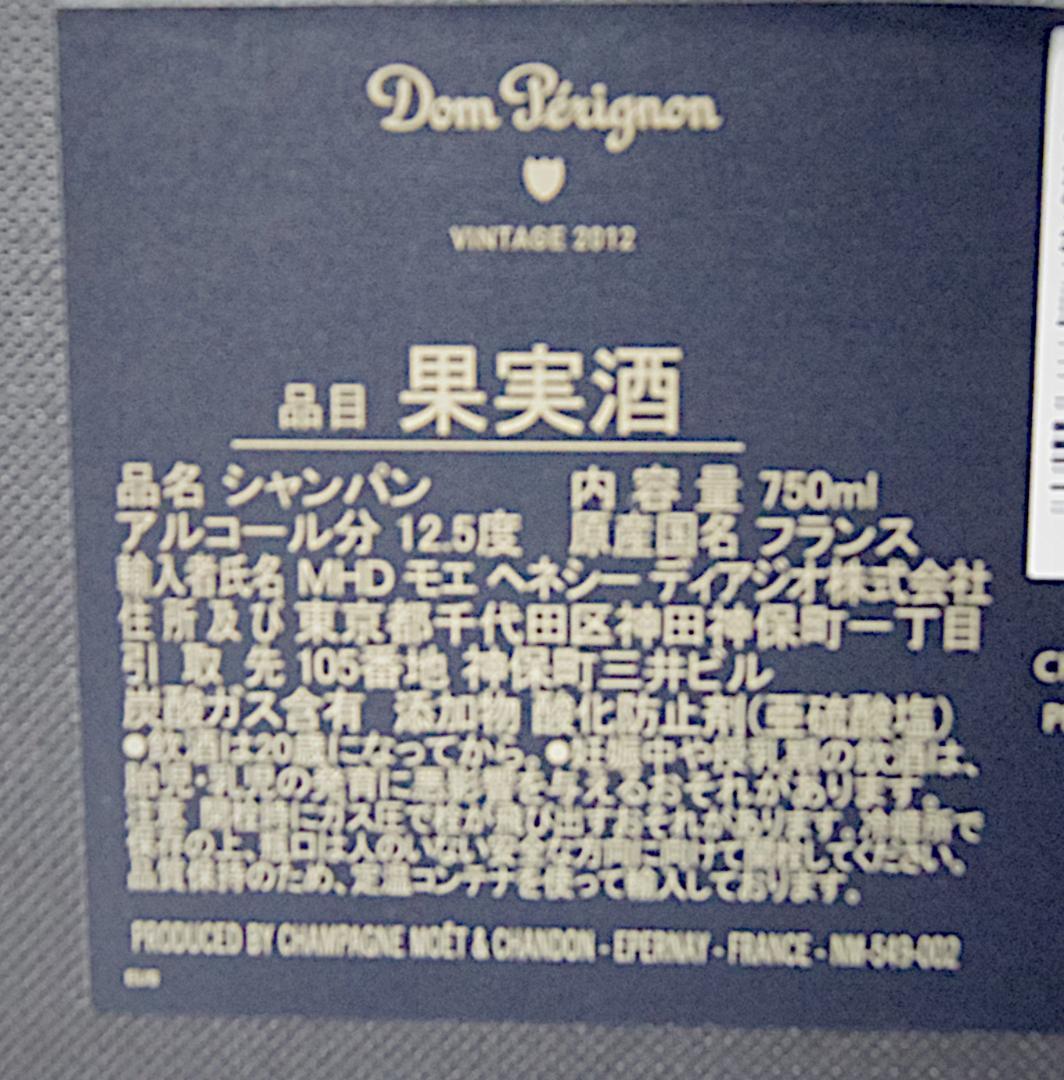 Dom Pérignon
VINTAGE 2012
品目 果実酒
品名 シャンパン 内容量 750ml
アルコール分 12.5度 原産国名 フランス
輸入者氏名 MHD モエ ヘネシー ディアジオ株式会社
住所及び 東京都千代田区神田神保町一丁目
引取先 105番地 神保町三井ビル
炭酸ガス含有 添加物 酸化防止剤(亜硫酸塩)
●飲酒は20歳になってから。●妊娠中や授乳期の飲酒は、
胎児・乳児の発育に悪影響を与えるおそれがあります。
注意:開栓時にガス圧で栓が飛び出すおそれがあります。冷暗所で
の上、瓶口は人のいない安全な方向に向けて開栓してください。
品質保持のため、定温コンテナを使って輸入しております。
PRODUCED BY CHAMPAGNE MOËT & CHANDON - EPERNAY - FRANCE - NM-549-002